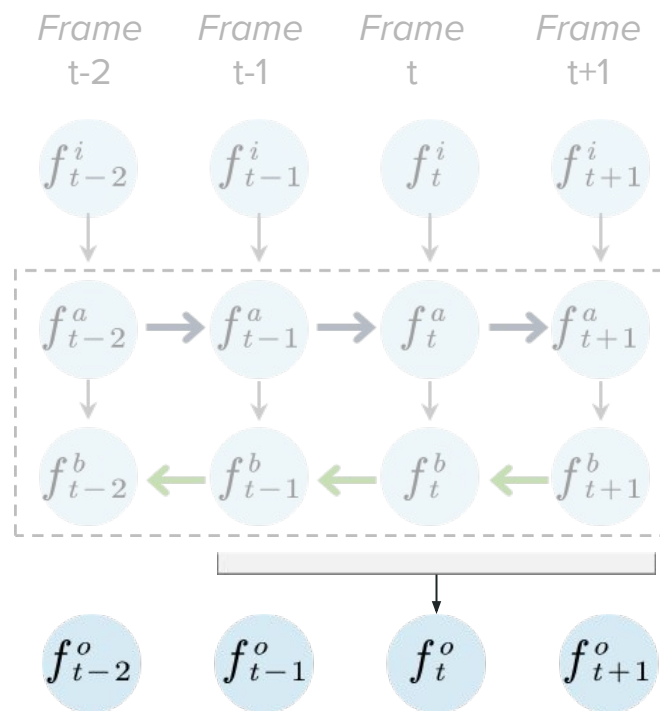 Frame Frame Frame Frame
t-2 t-1 t t+1
f^i_{t-2} f^i_{t-1} f^i_t f^i_{t+1}
f^a_{t-2} f^a_{t-1} f^a_t f^a_{t+1}
f^b_{t-2} f^b_{t-1} f^b_t f^b_{t+1}
f^o_{t-2} f^o_{t-1} f^o_t f^o_{t+1}